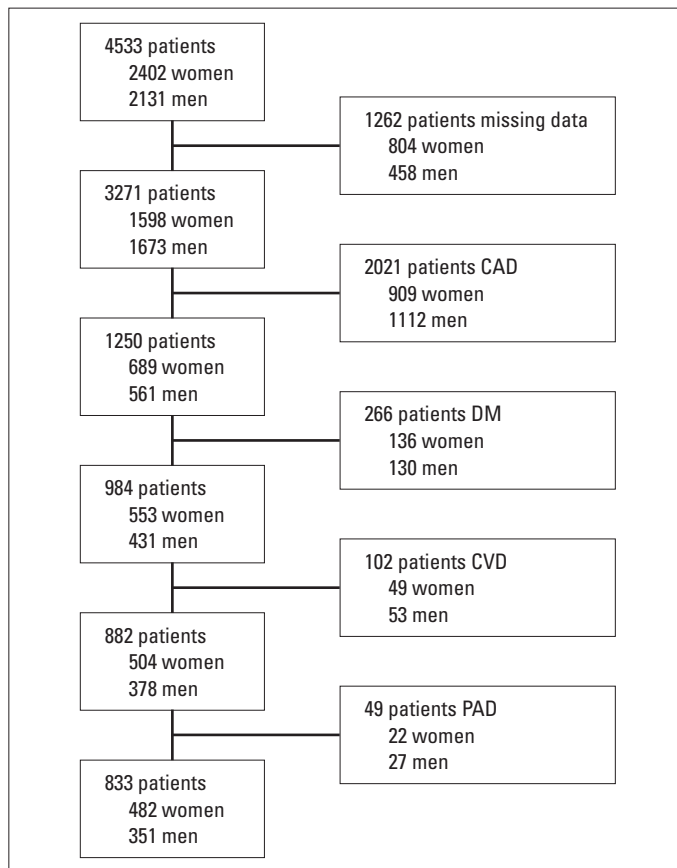 4533 patients
2402 women
2131 men
1262 patients missing data
804 women
458 men
3271 patients
1598 women
1673 men
2021 patients CAD
909 women
1112 men
1250 patients
689 women
561 men
266 patients DM
136 women
130 men
984 patients
553 women
431 men
102 patients CVD
49 women
53 men
882 patients
504 women
378 men
49 patients PAD
22 women
27 men
833 patients
482 women
351 men